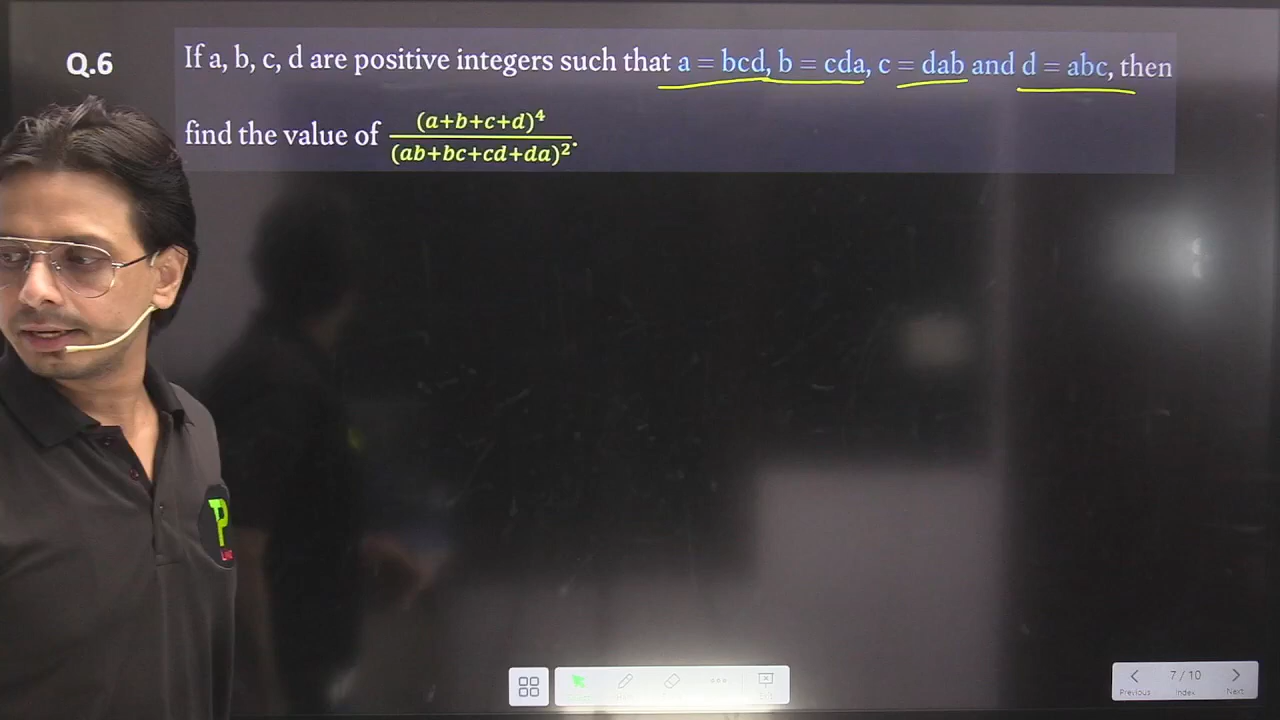 Q.6 If a, b, c, d are positive integers such that a = bcd, b = cda, c = dab and d = abc, then
find the value of (a+b+c+d)⁴ / (ab+bc+cd+da)² .
P
7 / 10
Previous Index Next